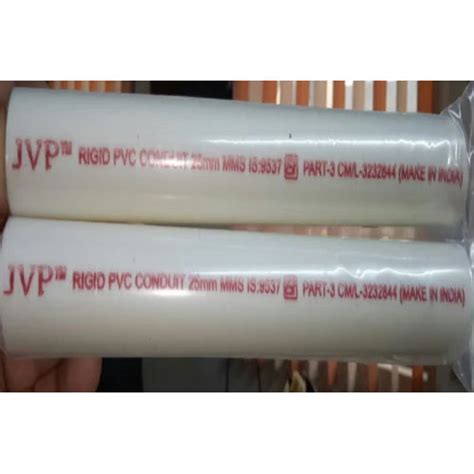 JVP™ RIGID PVC CONDUIT 25mm MMS IS:9537 PART-3 CM/L-3232844 (MAKE IN INDIA)
JVP™ RIGID PVC CONDUIT 25mm MMS IS:9537 PART-3 CM/L-3232844 (MAKE IN INDIA)